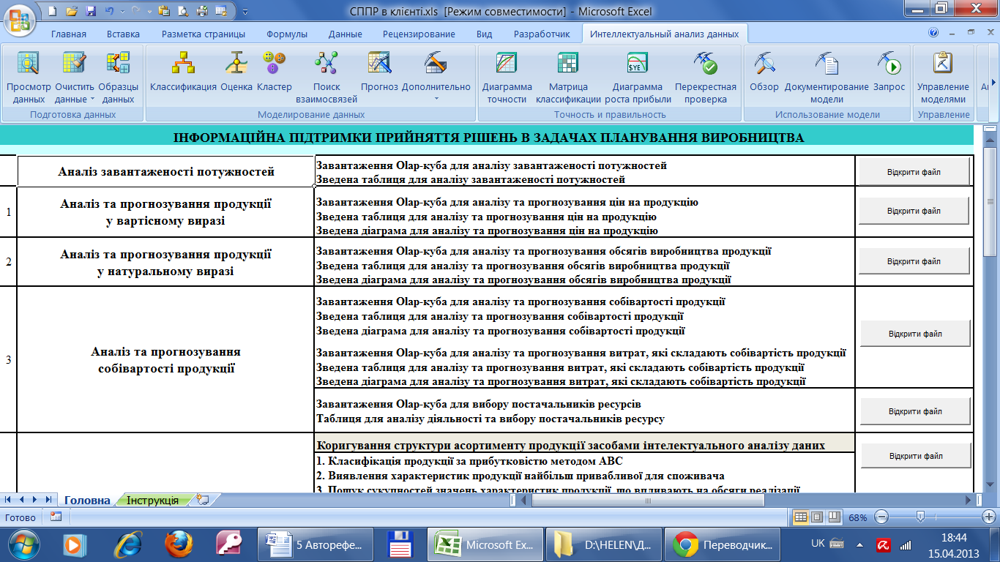 СППР в клієнті.xls [Режим совместимости] - Microsoft Excel
Главная Вставка Разметка страницы Формулы Данные Рецензирование Вид Разработчик Интеллектуальный анализ данных
Просмотр данных
Очистить данные
Образцы данных
Классификация
Оценка
Кластер
Поиск взаимосвязей
Прогноз
Дополнительно
Диаграмма точности
Матрица классификации
Диаграмма роста прибыли
Перекрестная проверка
Обзор
Документирование модели
Запрос
Управление моделями
Подготовка данных
Моделирование данных
Точность и правильность
Использование модели
Управление
ІНФОРМАЦІЙНА ПІДТРИМКИ ПРИЙНЯТТЯ РІШЕНЬ В ЗАДАЧАХ ПЛАНУВАННЯ ВИРОБНИЦТВА
Аналіз завантаженості потужностей
Завантаження Olap-куба для аналізу завантаженості потужностей
Зведена таблиця для аналізу завантаженості потужностей
Відкрити файл
1
Аналіз та прогнозування продукції
у вартісному виразі
Завантаження Olap-куба для аналізу та прогнозування цін на продукцію
Зведена таблиця для аналізу та прогнозування цін на продукцію
Зведена діаграма для аналізу та прогнозування цін на продукцію
Відкрити файл
2
Аналіз та прогнозування продукції
у натуральному виразі
Завантаження Olap-куба для аналізу та прогнозування обсягів виробництва продукції
Зведена таблиця для аналізу та прогнозування обсягів виробництва продукції
Зведена діаграма для аналізу та прогнозування обсягів виробництва продукції
Відкрити файл
3
Аналіз та прогнозування
собівартості продукції
Завантаження Olap-куба для аналізу та прогнозування собівартості продукції
Зведена таблиця для аналізу та прогнозування собівартості продукції
Зведена діаграма для аналізу та прогнозування собівартості продукції
Завантаження Olap-куба для аналізу та прогнозування витрат, які складають собівартість продукції
Зведена таблиця для аналізу та прогнозування витрат, які складають собівартість продукції
Зведена діаграма для аналізу та прогнозування витрат, які складають собівартість продукції
Відкрити файл
Завантаження Olap-куба для вибору постачальників ресурсів
Таблиця для аналізу діяльності та вибору постачальників ресурсу
Відкрити файл
Коригування структури асортименту продукції засобами інтелектуального аналізу даних
1. Класифікація продукції за прибутковістю методом АВС
2. Виявлення характеристик продукції найбільш привабливої для споживача
3. Пошук сукупностей значень характеристик продукції, що впливають на обсяги реалізації
Відкрити файл
Головна Інструкція
Готово 68%
5 Авторефе...
Microsoft Ex...
D:\HELEN\Д...
Переводчик...
UK
18:44
15.04.2013